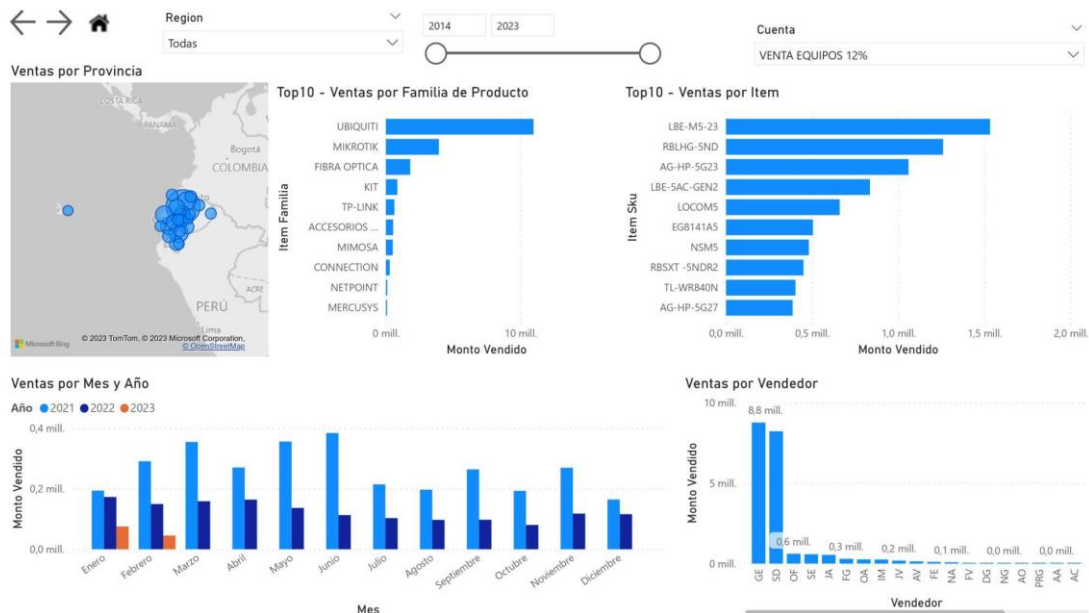 Region
Todas
2014 2023
Cuenta
VENTA EQUIPOS 12%
Ventas por Provincia
COSTA RICA
PANAMÁ
Bogotá
COLOMBIA
PERÚ
ACRE
Lima
Microsoft Bing
© 2023 TomTom, © 2023 Microsoft Corporation,
© OpenStreetMap
Top10 - Ventas por Familia de Producto
Item Familia
UBIQUITI
MIKROTIK
FIBRA OPTICA
KIT
TP-LINK
ACCESORIOS ...
MIMOSA
CONNECTION
NETPOINT
MERCUSYS
0 mill. 10 mill.
Monto Vendido
Top10 - Ventas por Item
Item Sku
LBE-M5-23
RBLHG-5ND
AG-HP-5G23
LBE-5AC-GEN2
LOCOM5
EG8141A5
NSM5
RBSXT -5NDR2
TL-WR840N
AG-HP-5G27
0,0 mill. 0,5 mill. 1,0 mill. 1,5 mill. 2,0 mill.
Monto Vendido
Ventas por Mes y Año
Año 2021 2022 2023
Monto Vendido
0,4 mill.
0,2 mill.
0,0 mill.
Enero Febrero Marzo Abril Mayo Junio Julio Agosto Septiembre Octubre Noviembre Diciembre
Mes
Ventas por Vendedor
Monto Vendido
10 mill.
5 mill.
0 mill.
8,8 mill.
0,6 mill. 0,3 mill. 0,2 mill. 0,1 mill. 0,0 mill. 0,0 mill.
GE SD OF SE JA FG OA IM JV AV FE NA FV DG NG AO PRG AA AC
Vendedor